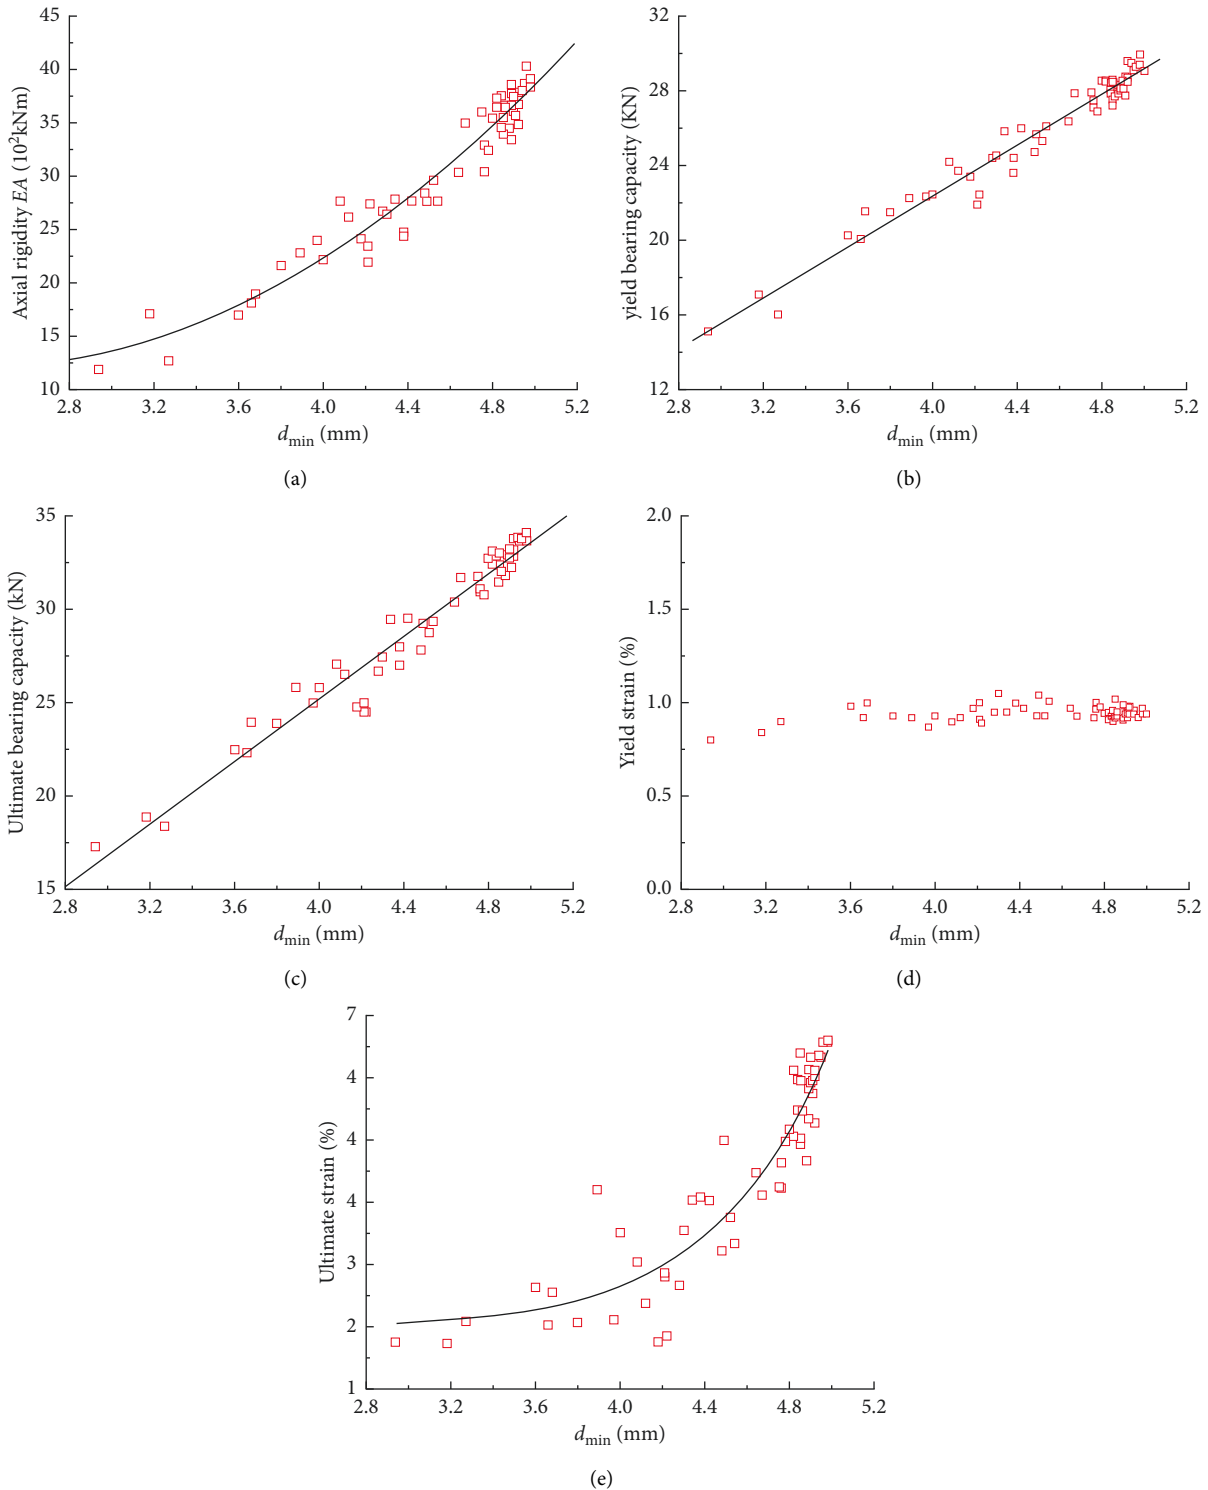 45
40
35
30
25
20
15
10
Axial rigidity EA (10²kNm)
2.8 3.2 3.6 4.0 4.4 4.8 5.2
d_min (mm)
(a)
32
28
24
20
16
12
yield bearing capacity (KN)
2.8 3.2 3.6 4.0 4.4 4.8 5.2
d_min (mm)
(b)
35
30
25
20
15
Ultimate bearing capacity (kN)
2.8 3.2 3.6 4.0 4.4 4.8 5.2
d_min (mm)
(c)
2.0
1.5
1.0
0.5
0.0
Yield strain (%)
2.8 3.2 3.6 4.0 4.4 4.8 5.2
d_min (mm)
(d)
7
4
4
4
3
2
1
Ultimate strain (%)
2.8 3.2 3.6 4.0 4.4 4.8 5.2
d_min (mm)
(e)